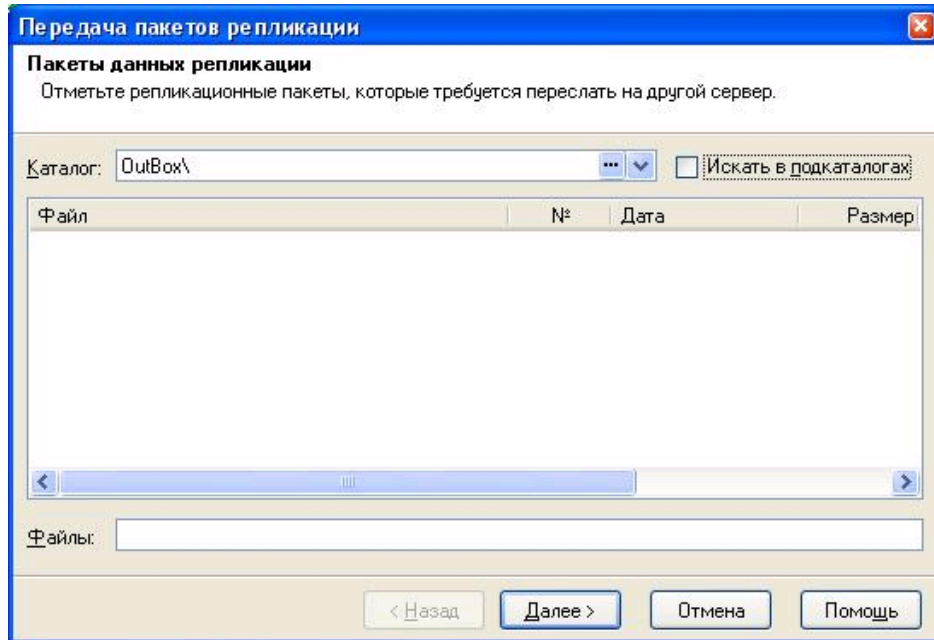 Передача пакетов репликации
Пакеты данных репликации
Отметьте репликационные пакеты, которые требуется переслать на другой сервер.
Каталог: OutBox\ ... Искать в подкаталогах
Файл № Дата Размер
Файлы:
< Назад Далее > Отмена Помощь